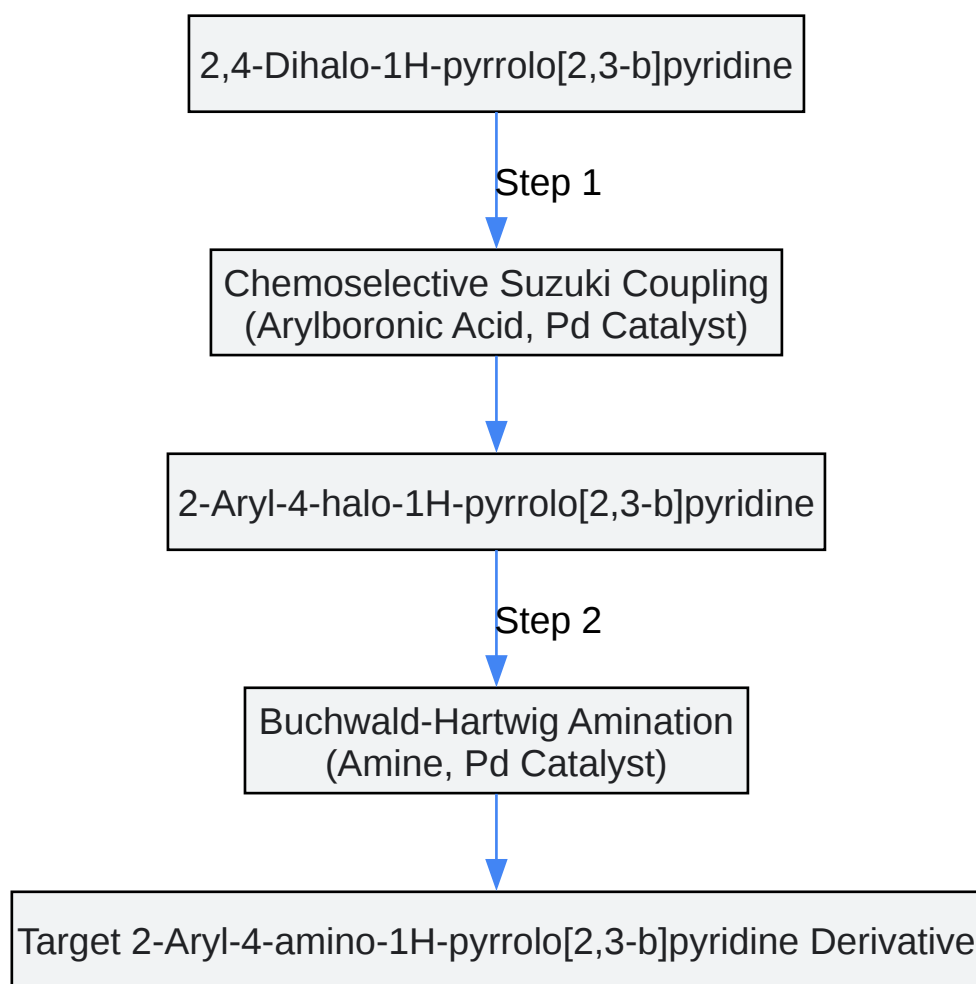 2,4-Dihalo-1H-pyrrolo[2,3-b]pyridine
Step 1
Chemoselective Suzuki Coupling
(Arylboronic Acid, Pd Catalyst)
2-Aryl-4-halo-1H-pyrrolo[2,3-b]pyridine
Step 2
Buchwald-Hartwig Amination
(Amine, Pd Catalyst)
Target 2-Aryl-4-amino-1H-pyrrolo[2,3-b]pyridine Derivative